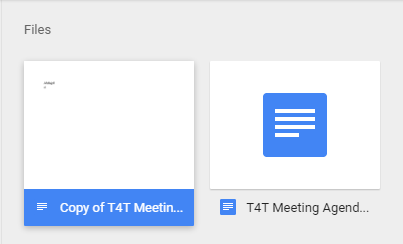 Files
Copy of T4T Meetin...
T4T Meeting Agend...